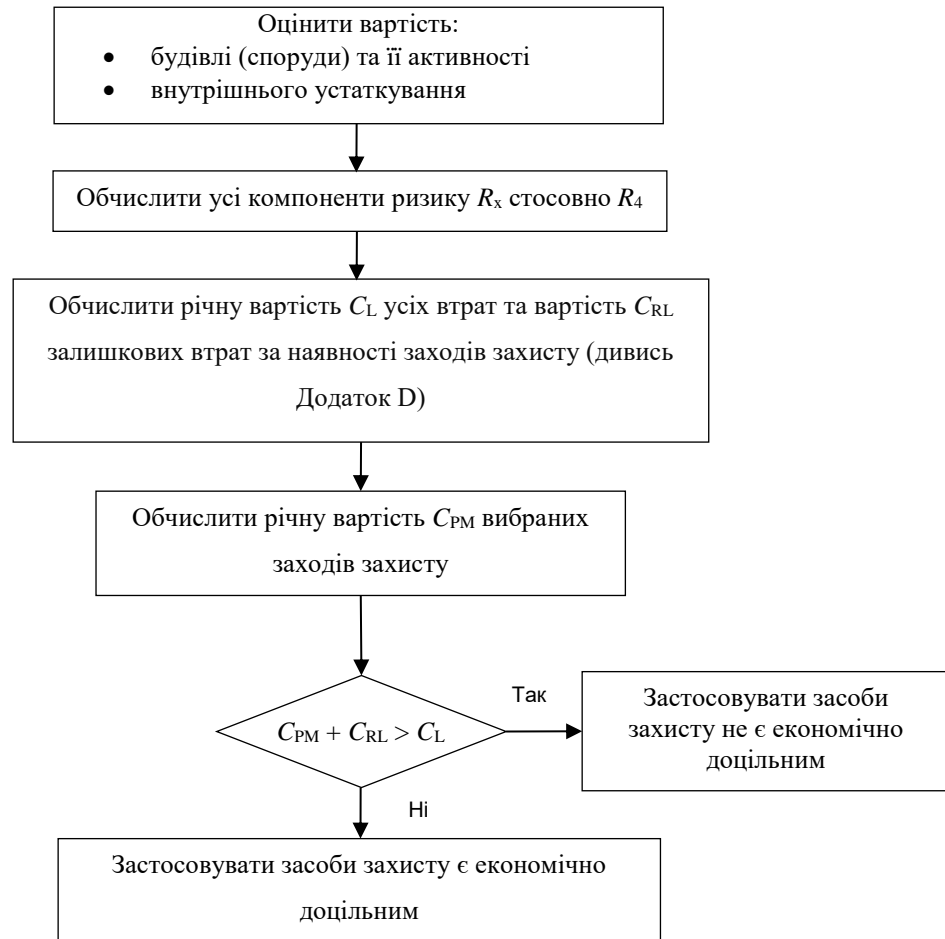 Оцінити вартість:
• будівлі (споруди) та її активності
• внутрішнього устаткування
Обчислити усі компоненти ризику Rx стосовно R4
Обчислити річну вартість CL усіх втрат та вартість CRL
залишкових втрат за наявності заходів захисту (дивись
Додаток D)
Обчислити річну вартість CPM вибраних
заходів захисту
CPM + CRL > CL
Так
Застосовувати засоби
захисту не є економічно
доцільним
Ні
Застосовувати засоби захисту є економічно
доцільним